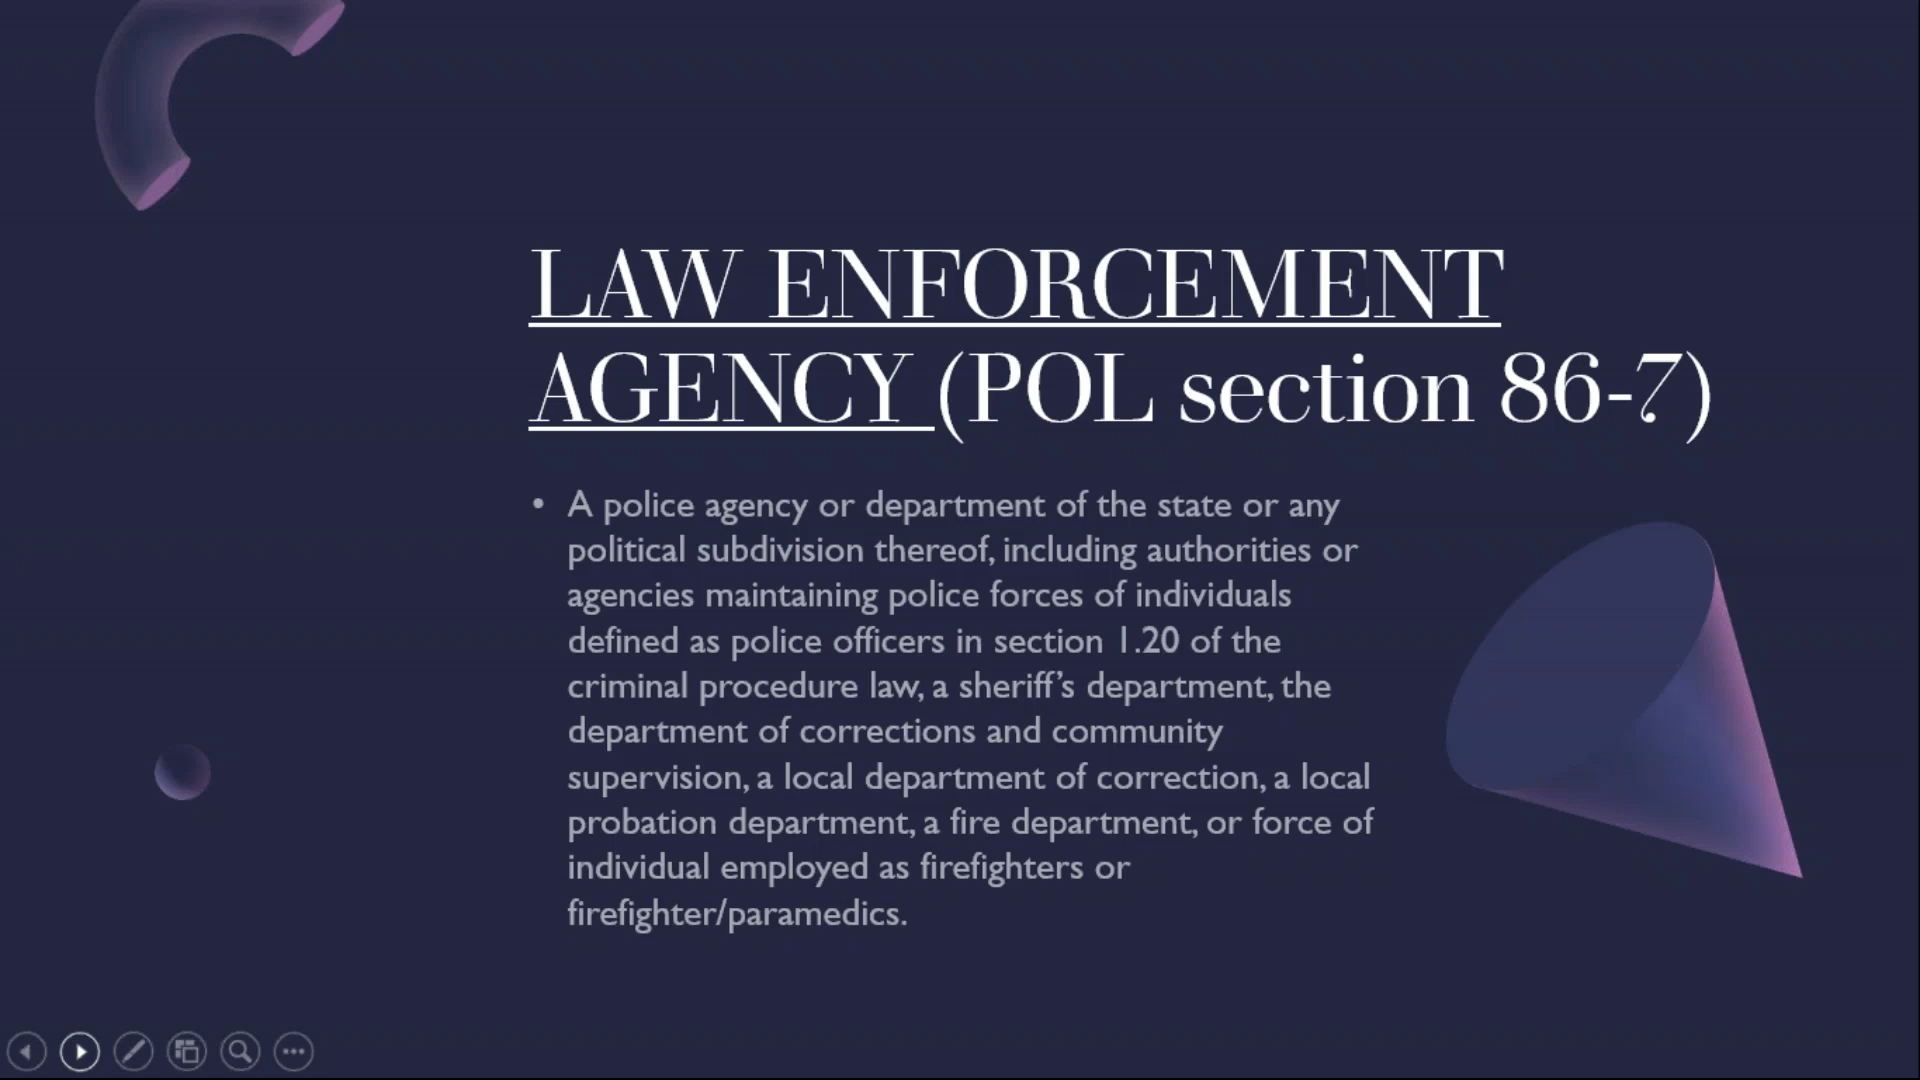 LAW ENFORCEMENT
AGENCY (POL section 86-7)
• A police agency or department of the state or any
political subdivision thereof, including authorities or
agencies maintaining police forces of individuals
defined as police officers in section 1.20 of the
criminal procedure law, a sheriff’s department, the
department of corrections and community
supervision, a local department of correction, a local
probation department, a fire department, or force of
individual employed as firefighters or
firefighter/paramedics.